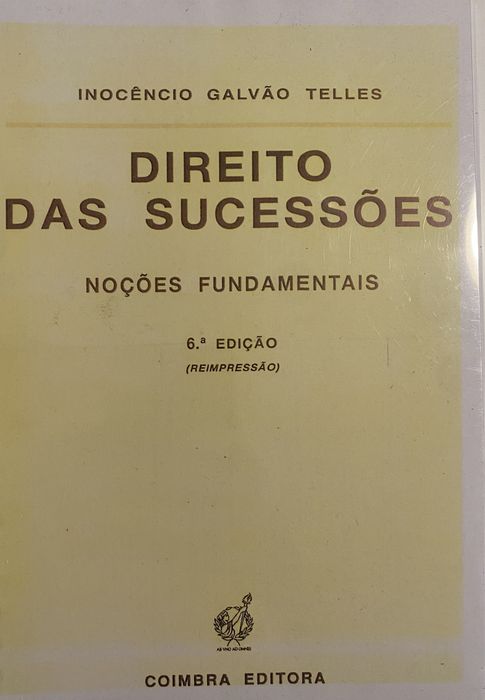 INOCÊNCIO GALVÃO TELLES
DIREITO
DAS SUCESSÕES
NOÇÕES FUNDAMENTAIS
6.ª EDIÇÃO
(REIMPRESSÃO)
COIMBRA EDITORA